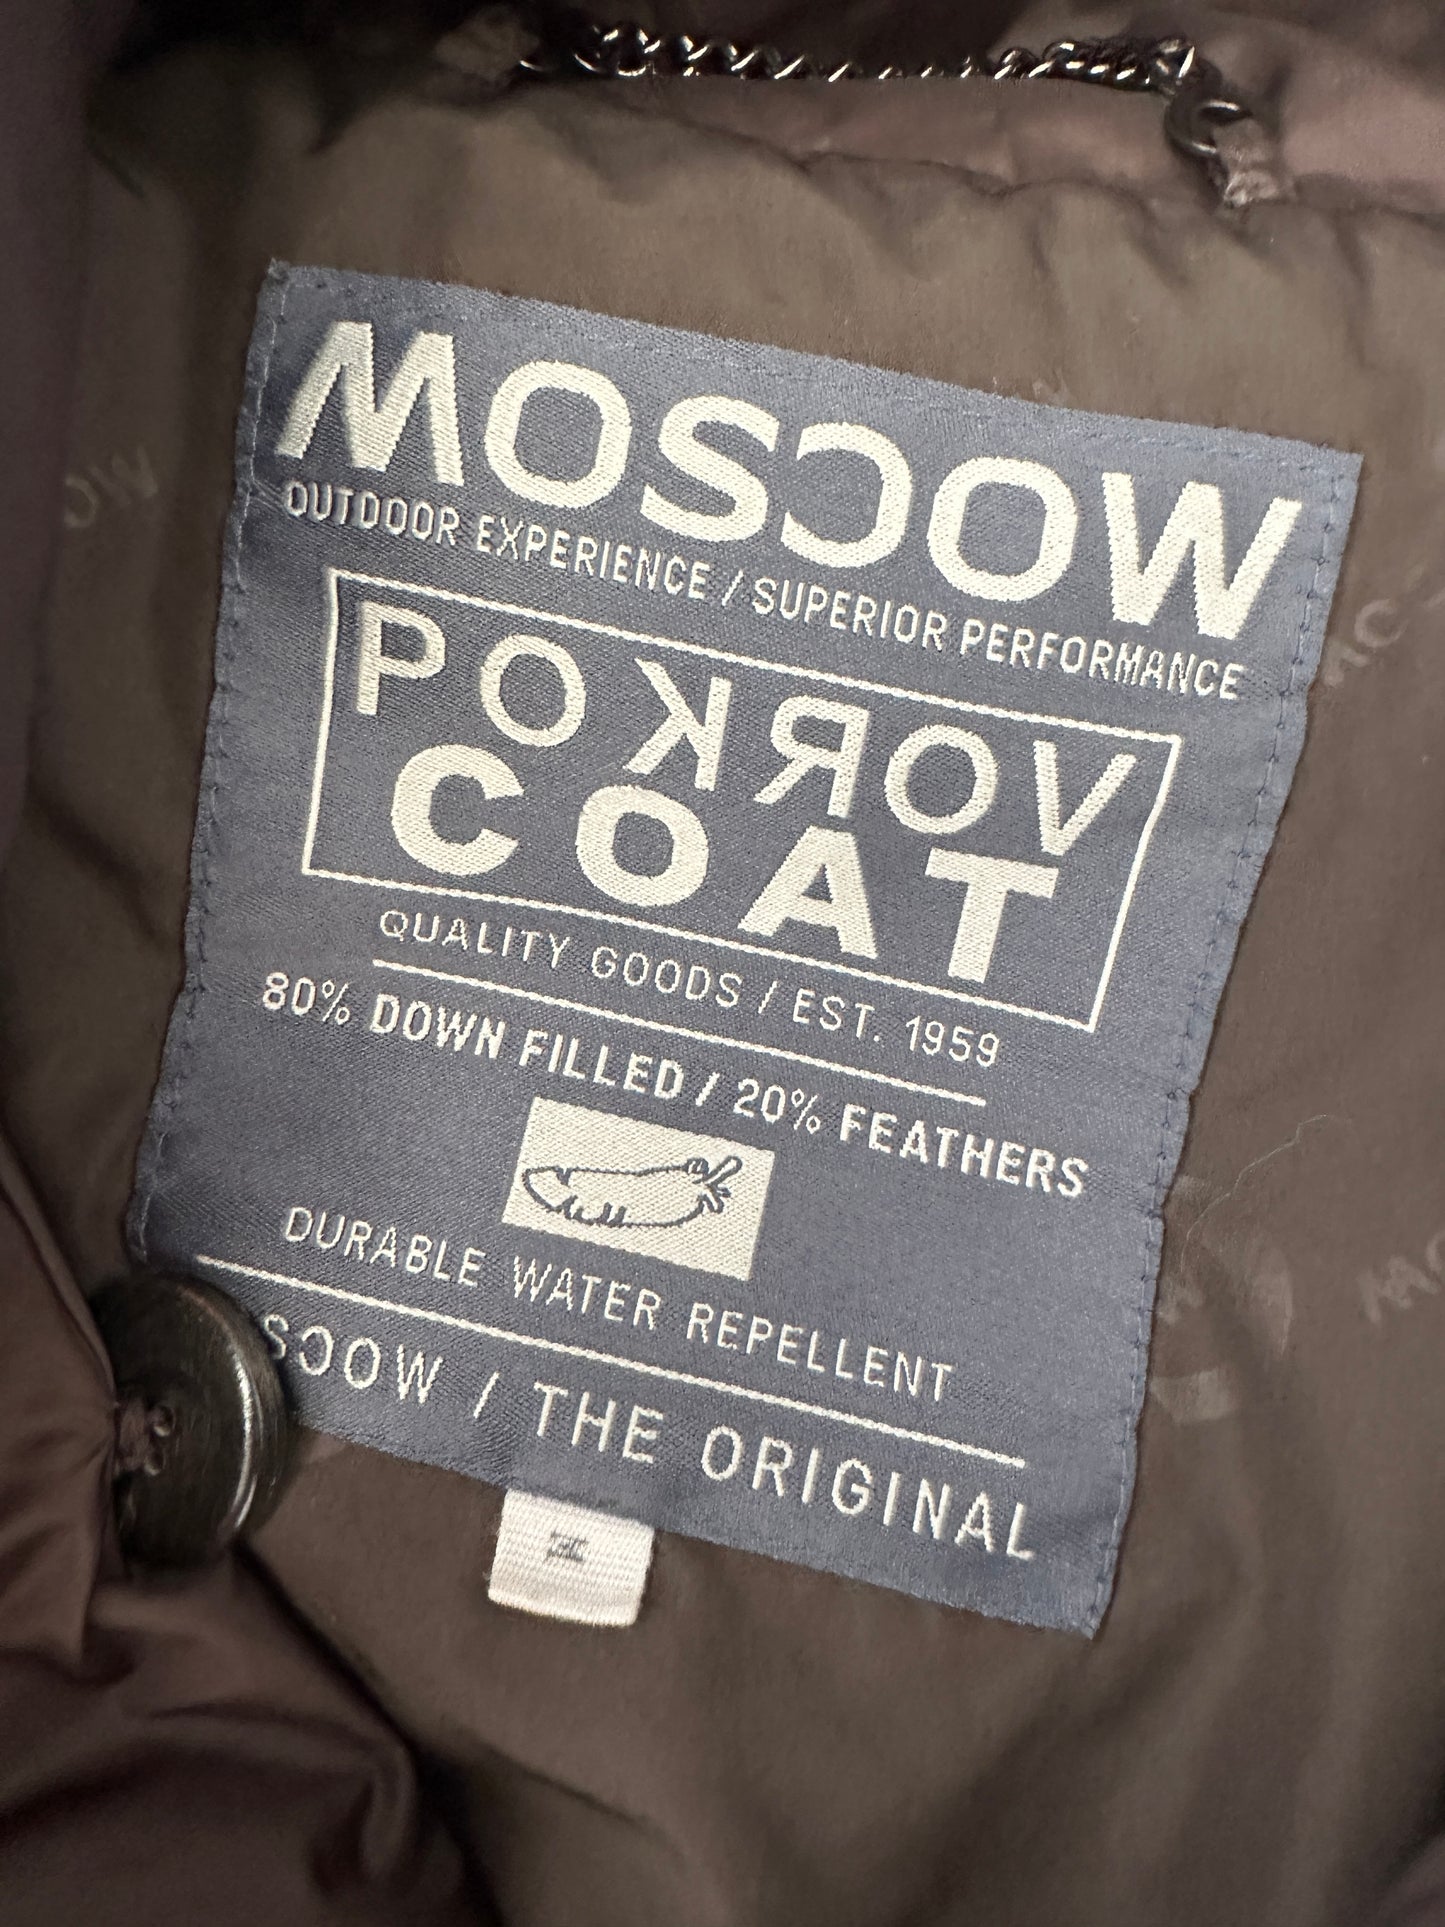 MOSCOW
OUTDOOR EXPERIENCE / SUPERIOR PERFORMANCE
POKROV
COAT
QUALITY GOODS / EST. 1959
80% DOWN FILLED / 20% FEATHERS
DURABLE WATER REPELLENT
SCOW / THE ORIGINAL
M